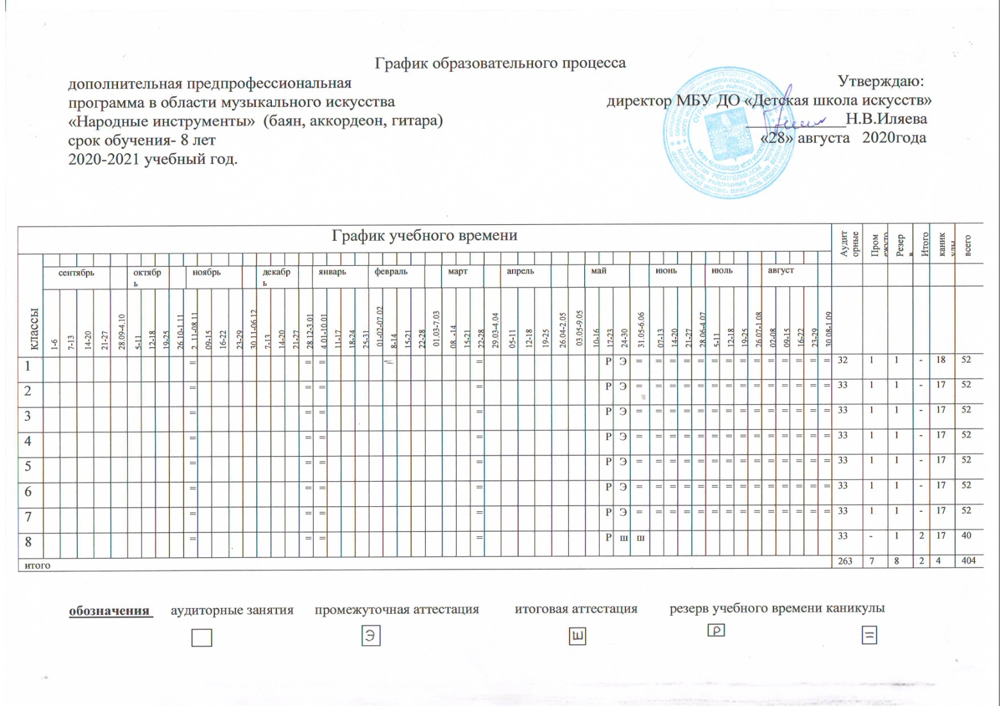 График образовательного процесса
дополнительная предпрофессиональная
программа в области музыкального искусства
«Народные инструменты» (баян, аккордеон, гитара)
срок обучения- 8 лет
2020-2021 учебный год.
Утверждаю:
директор МБУ ДО «Детская школа искусств»
Н.В.Иляева
«28» августа 2020года
График учебного времени
Аудит орные
Пром ежуто
Резер в
Итого
каник улы
всего
классы
сентябрь октябр ь ноябрь декабр ь январь февраль март апрель май июнь июль август
1-6 7-13 14-20 21-27 28.09-4.10 5-11 12-18 19-25 26.10-1.11 2.11-08.11 09-15 16-22 23-29 30.11-06.12 7-13 14-20 21-27 28.12-3.01 4.01-10.01 11-17 18-24 25-31 01-02-07.02 8-14 15-21 22-28 01.03-7.03 08.-14 15-21 22-28 29.03-4.04 05-11 12-18 19-25 26.04-2.05 03.05-9.05 10-16 17-23 24-30 31.05-6.06 07-13 14-20 21-27 28.06-4.07 5-11 12-18 19-25 26.07-1.08 02-08 09-15 16-22 23-29 30.08-1.09
1 = = = = = Р Э = = = = = = = = = = = = = = 32 1 1 - 18 52
2 = = = = Р Э = = = = = = = = = = = = = = 33 1 1 - 17 52
3 = = = = Р Э = = = = = = = = = = = = = = 33 1 1 - 17 52
4 = = = = Р Э = = = = = = = = = = = = = = 33 1 1 - 17 52
5 = = = = Р Э = = = = = = = = = = = = = = 33 1 1 - 17 52
6 = = = = Р Э = = = = = = = = = = = = = = 33 1 1 - 17 52
7 = = = = Р Э = = = = = = = = = = = = = = 33 1 1 - 17 52
8 = = = = Р ш ш 33 - 1 2 17 40
итого 263 7 8 2 4 404
обозначения аудиторные занятия промежуточная аттестация итоговая аттестация резерв учебного времени каникулы
Э Ш Р =